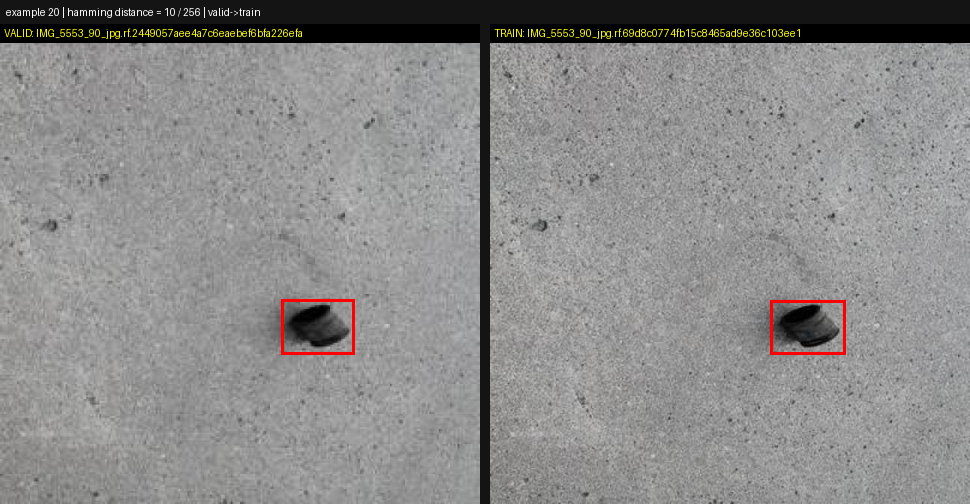 example 20 | hamming distance = 10 / 256 | valid->train
VALID: IMG_5553_90_jpg.rf.2449057aee4a7c6eaebef6bfa226efa
TRAIN: IMG_5553_90_jpg.rf.69d8c0774fb15c8465ad9e36c103ee1